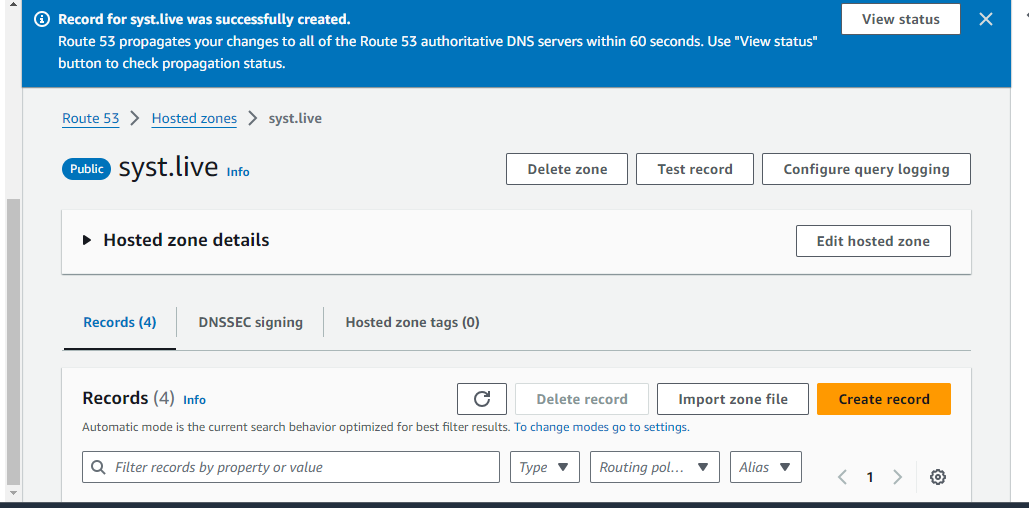 Record for syst.live was successfully created.
View status
Route 53 propagates your changes to all of the Route 53 authoritative DNS servers within 60 seconds. Use "View status"
button to check propagation status.
Route 53 > Hosted zones > syst.live
Public syst.live Info
Delete zone
Test record
Configure query logging
Hosted zone details
Edit hosted zone
Records (4)
DNSSEC signing
Hosted zone tags (0)
Records (4) Info
Delete record
Import zone file
Create record
Automatic mode is the current search behavior optimized for best filter results. To change modes go to settings.
Filter records by property or value
Type
Routing pol...
Alias
1